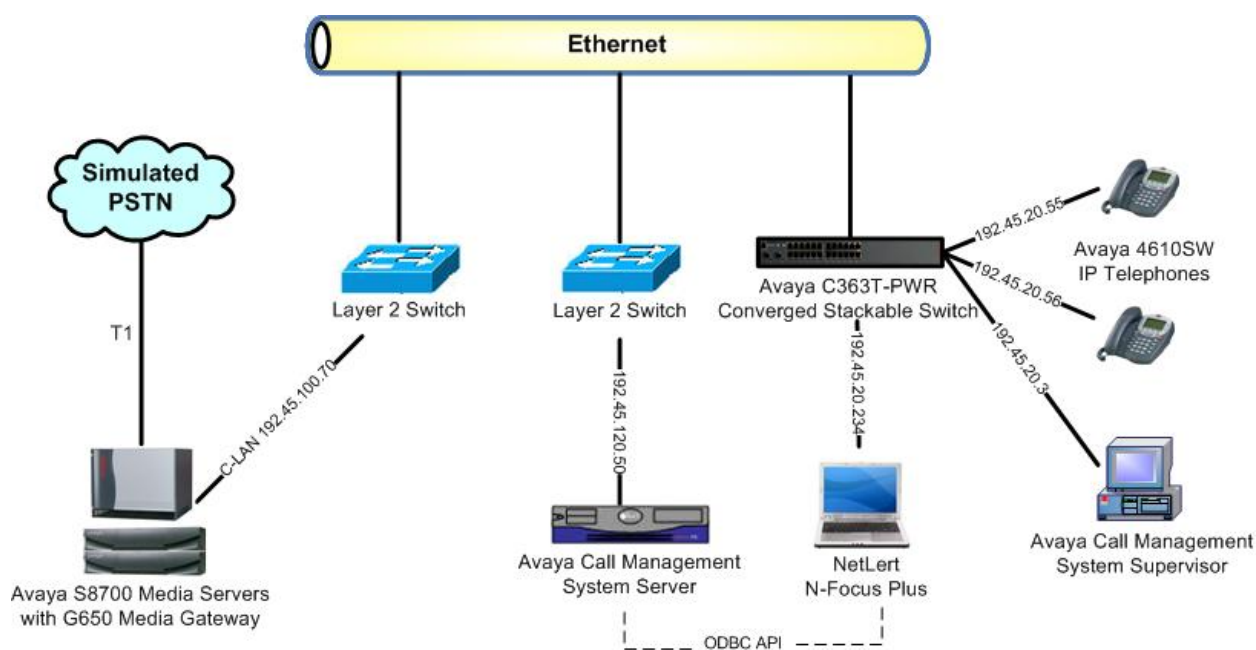 Ethernet
Simulated
PSTN
T1
C-LAN 192.45.100.70
Layer 2 Switch
Layer 2 Switch
192.45.120.50
Avaya C363T-PWR
Converged Stackable Switch
192.45.20.234
192.45.20.55
192.45.20.56
192.45.20.3
Avaya 4610SW
IP Telephones
Avaya S8700 Media Servers
with G650 Media Gateway
Avaya Call Management
System Server
NetLert
N-Focus Plus
Avaya Call Management
System Supervisor
ODBC API